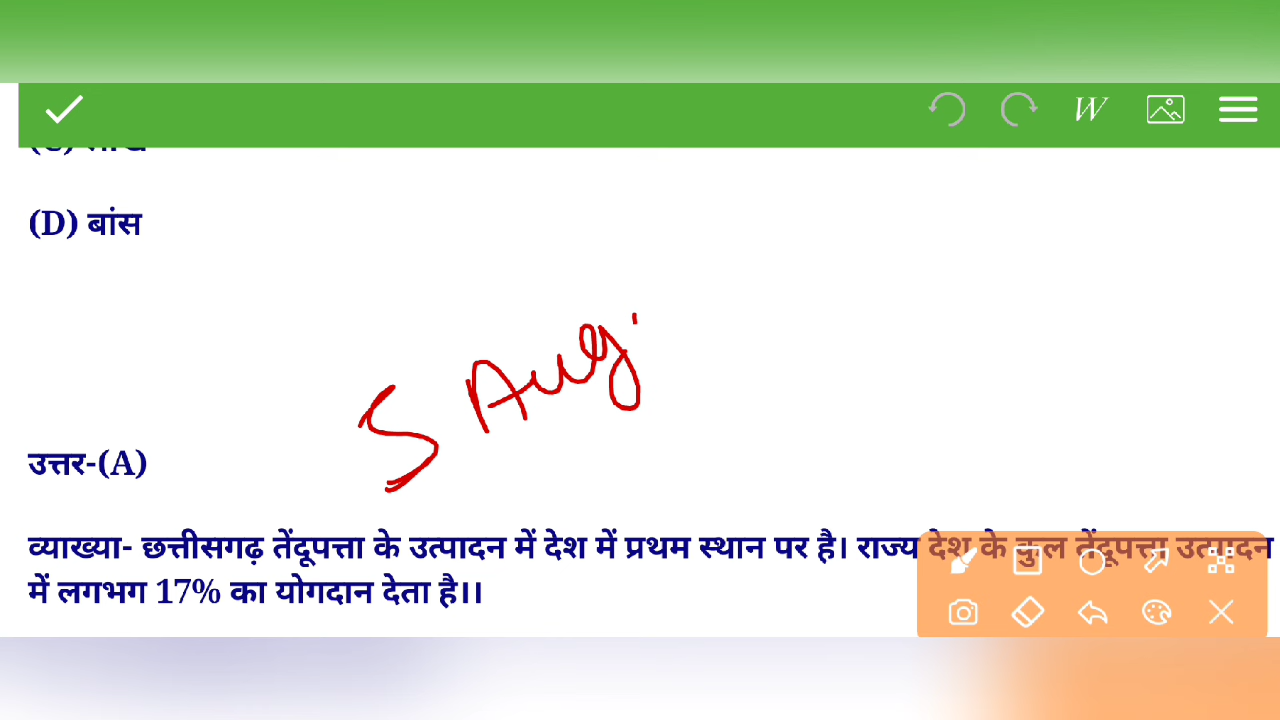 (D) बांस
5 Aug.
उत्तर-(A)
व्याख्या- छत्तीसगढ़ तेंदूपत्ता के उत्पादन में देश में प्रथम स्थान पर है। राज्य देश के कुल तेंदूपत्ता उत्पादन
में लगभग 17% का योगदान देता है।।